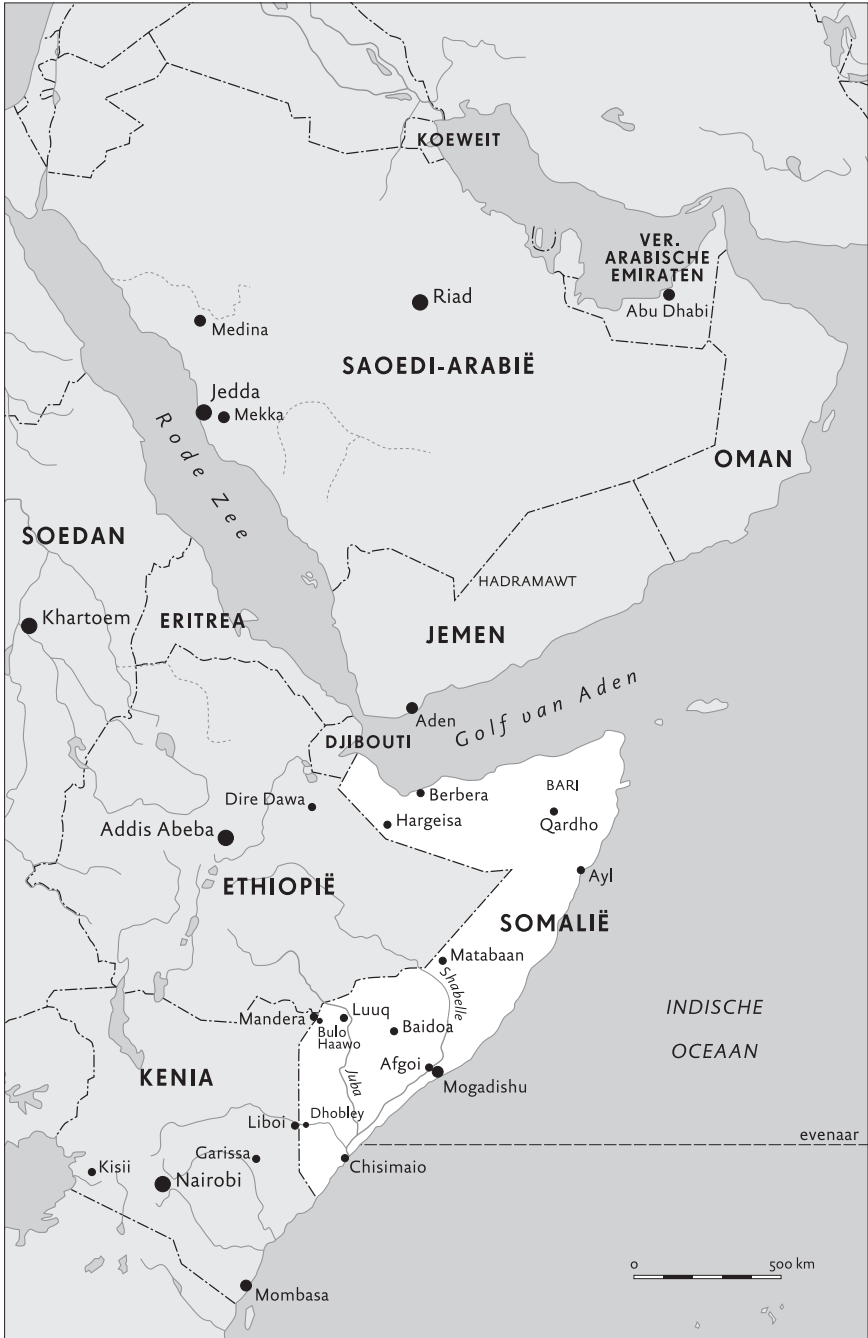 KOEWEIT
VER.
ARABISCHE
EMIRATEN
Abu Dhabi
Riad
Medina
SAOEDI-ARABIË
Jedda
Mekka
Rode Zee
OMAN
SOEDAN
HADRAMAWT
Khartoem
ERITREA
JEMEN
Aden
Golf van Aden
DJIBOUTI
Berbera
BARI
Dire Dawa
Hargeisa
Qardho
Addis Abeba
Ayl
ETHIOPIË
SOMALIË
Matabaan
Shabelle
INDISCHE
OCEAAN
Mandera
Luuq
Bulo
Haawo
Baidoa
Afgoi
Mogadishu
KENIA
Juba
Dhobley
Liboi
evenaar
Garissa
Chisimaio
Kisii
Nairobi
0 500 km
Mombasa